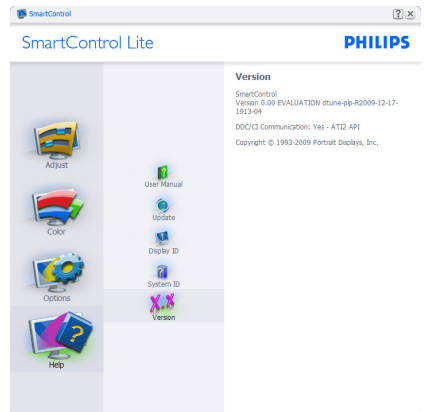 SmartControl
? ×
SmartControl Lite
PHILIPS
Adjust
Color
Options
?
Help
User Manual
Update
Display ID
?
System ID
X.X
Version
Version
SmartControl
Version 0.00 EVALUATION dtune-plp-R2009-12-17-
1913-04
DDC/CI Communication: Yes - ATI2 API
Copyright © 1993-2009 Portrait Displays, Inc.